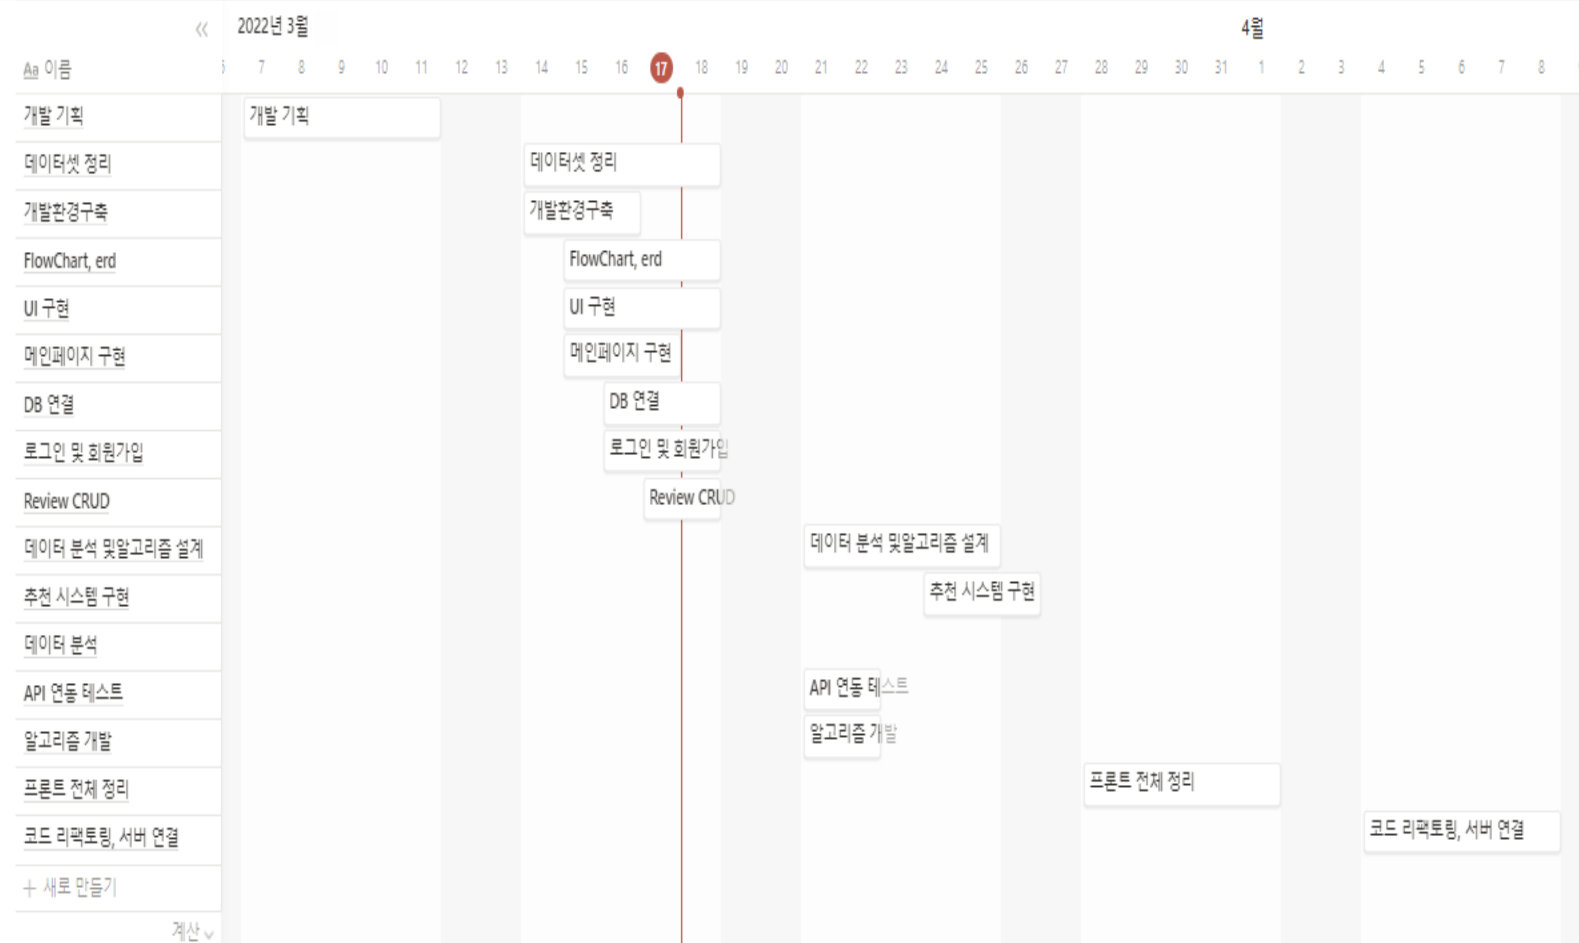 2022년 3월
4월
Aa 이름
7 8 9 10 11 12 13 14 15 16 17 18 19 20 21 22 23 24 25 26 27 28 29 30 31 1 2 3 4 5 6 7 8
개발 기획 개발 기획
데이터셋 정리 데이터셋 정리
개발환경구축 개발환경구축
FlowChart, erd FlowChart, erd
UI 구현 UI 구현
메인페이지 구현 메인페이지 구현
DB 연결 DB 연결
로그인 및 회원가입 로그인 및 회원가입
Review CRUD Review CRUD
데이터 분석 및알고리즘 설계 데이터 분석 및알고리즘 설계
추천 시스템 구현 추천 시스템 구현
데이터 분석
API 연동 테스트 API 연동 테스트
알고리즘 개발 알고리즘 개발
프론트 전체 정리 프론트 전체 정리
코드 리팩토링, 서버 연결 코드 리팩토링, 서버 연결
+ 새로 만들기
계산